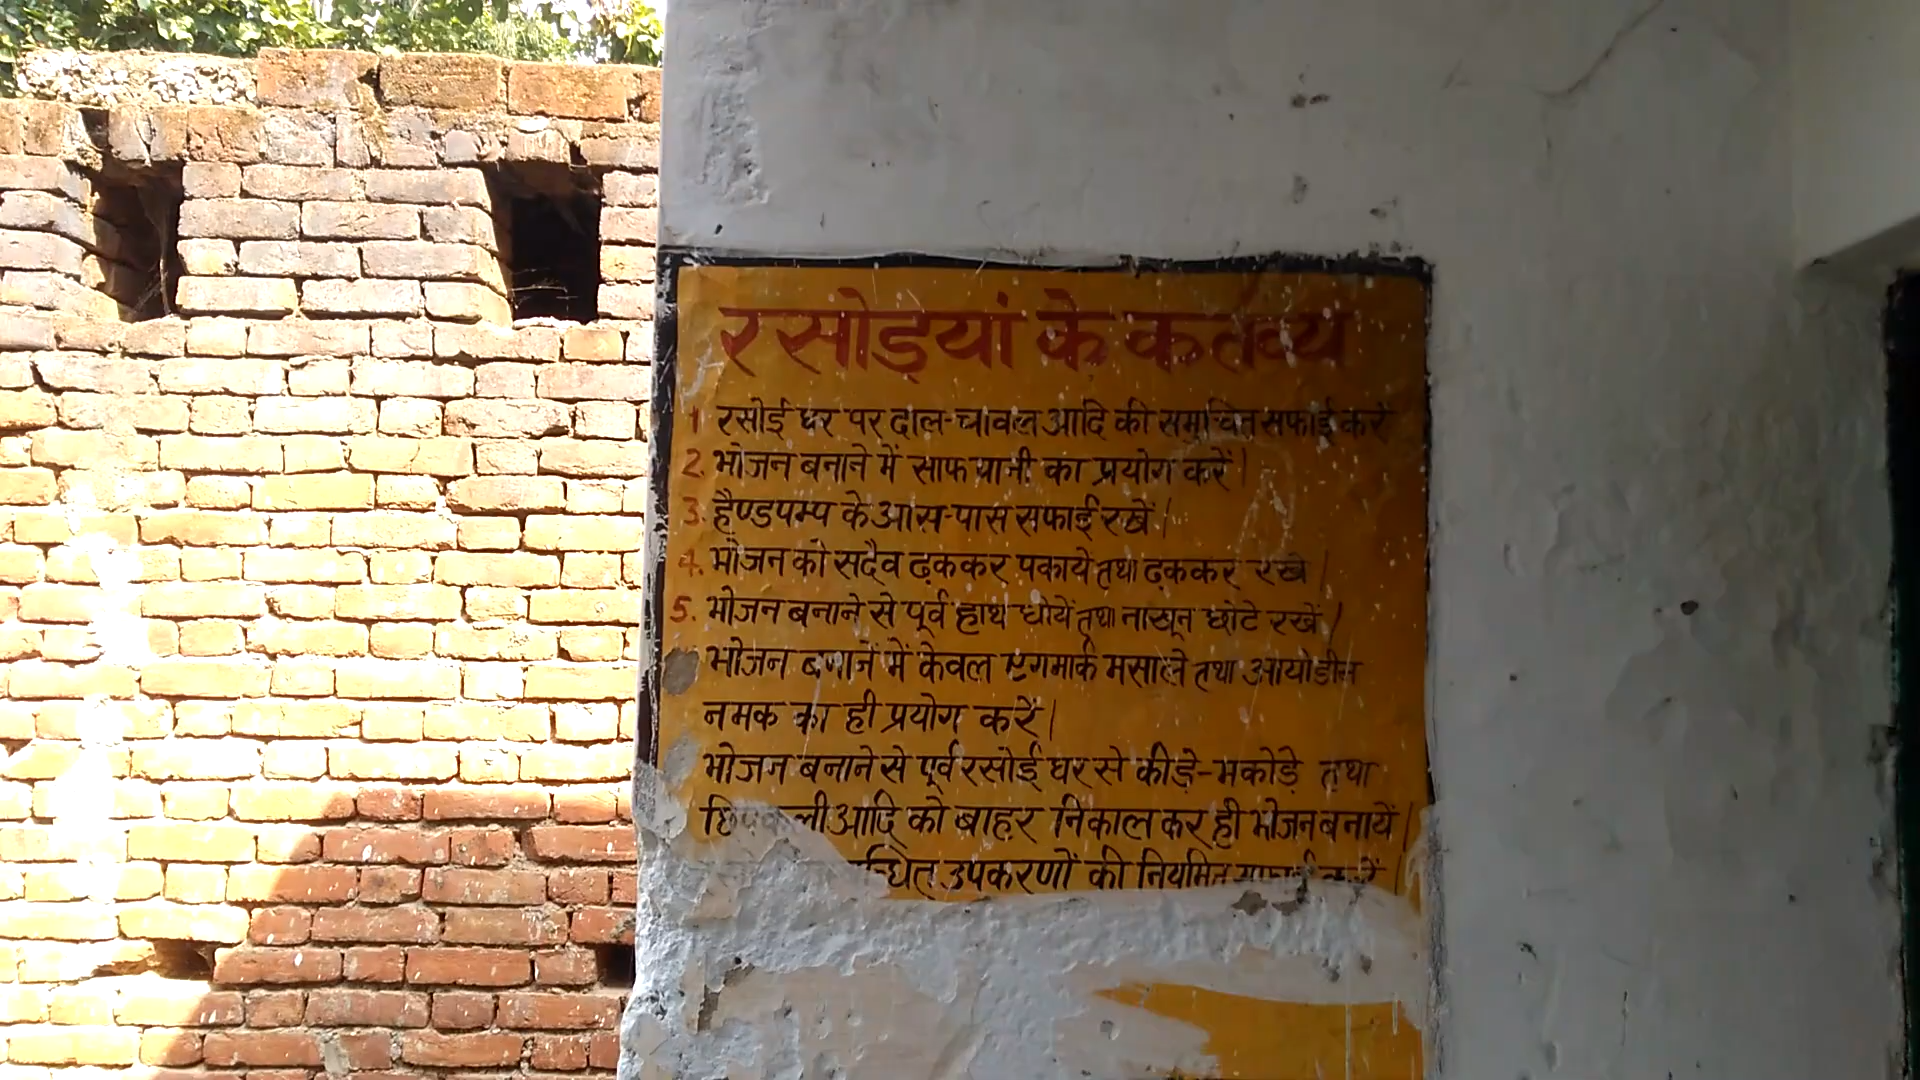 रसोइयां के कर्तव्य
1 रसोई घर पर दाल-चावल आदि की समुचित सफाई करें
2. भोजन बनाने में साफ पानी का प्रयोग करें।
3. हैण्डपम्प के आस-पास सफाई रखें।
4. भोजन को सदैव ढककर पकायें तथा ढककर रखे।
5. भोजन बनाने से पूर्व हाथ धोयें तथा नाखून छोटे रखें।
भोजन बनाने में केवल एगमार्क मसाले तथा आयोडीन
नमक का ही प्रयोग करें।
भोजन बनाने से पूर्व रसोई घर से कीड़े-मकोड़े तथा
छिपकली आदि को बाहर निकाल कर ही भोजन बनायें।
उपकरणों की नियमित सफाई करें।